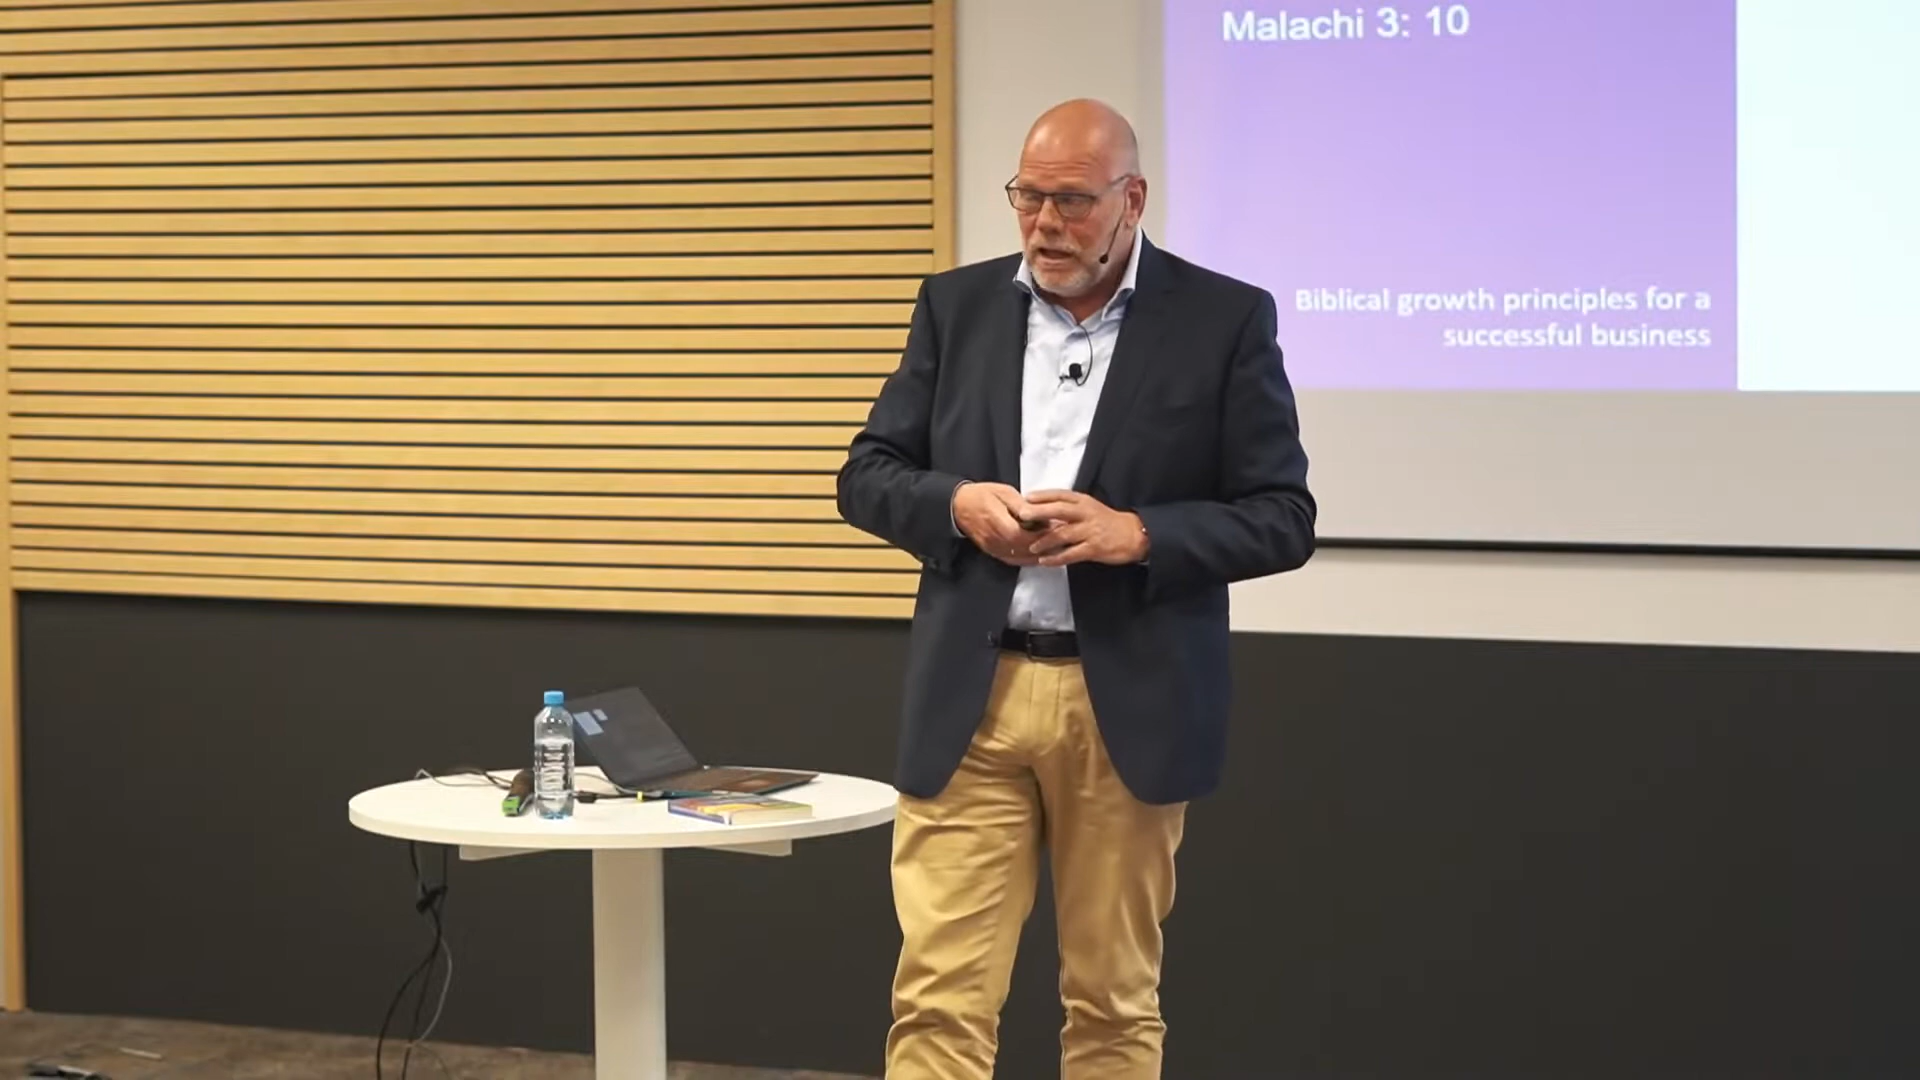 Malachi 3: 10
Biblical growth principles for a
successful business